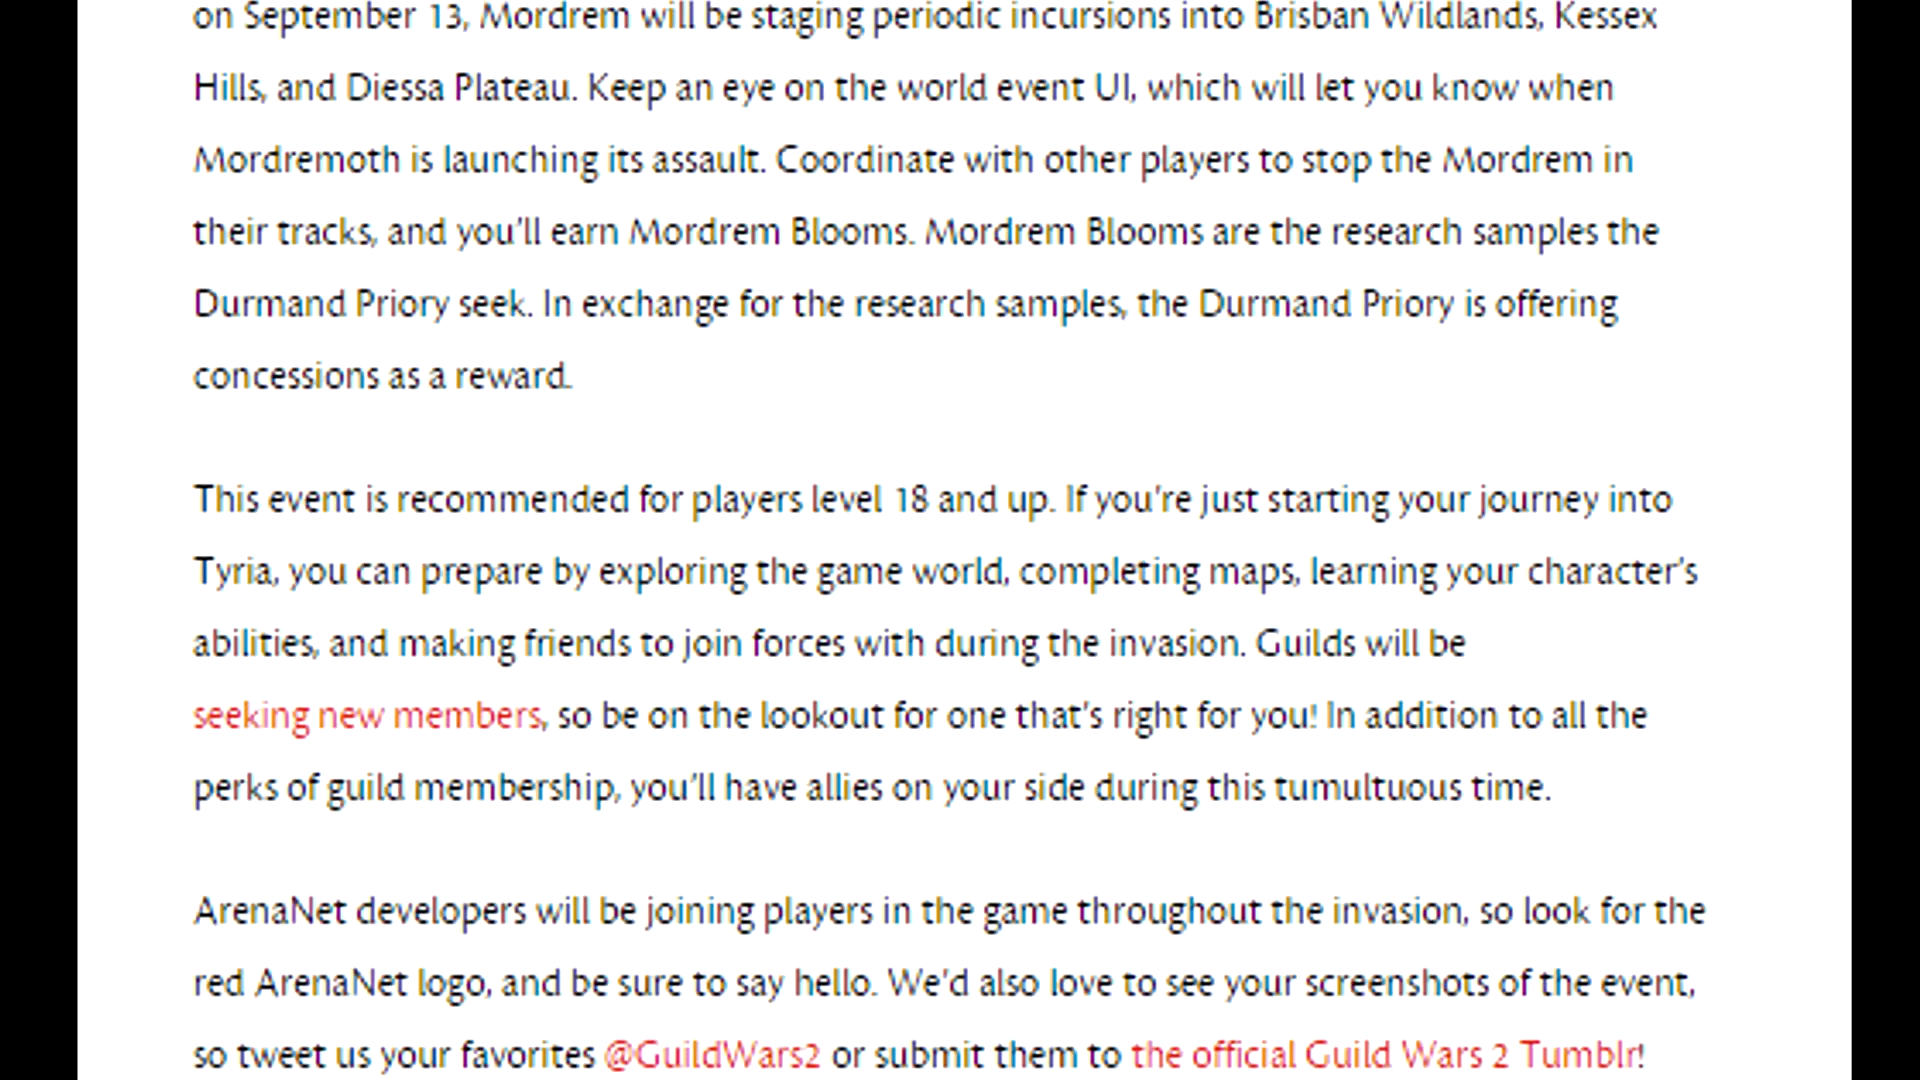 on September 13, Mordrem will be staging periodic incursions into Brisban Wildlands, Kessex
Hills, and Diessa Plateau. Keep an eye on the world event UI, which will let you know when
Mordremoth is launching its assault. Coordinate with other players to stop the Mordrem in
their tracks, and you’ll earn Mordrem Blooms. Mordrem Blooms are the research samples the
Durmand Priory seek. In exchange for the research samples, the Durmand Priory is offering
concessions as a reward.
This event is recommended for players level 18 and up. If you’re just starting your journey into
Tyria, you can prepare by exploring the game world, completing maps, learning your character’s
abilities, and making friends to join forces with during the invasion. Guilds will be
seeking new members, so be on the lookout for one that’s right for you! In addition to all the
perks of guild membership, you’ll have allies on your side during this tumultuous time.
ArenaNet developers will be joining players in the game throughout the invasion, so look for the
red ArenaNet logo, and be sure to say hello. We’d also love to see your screenshots of the event,
so tweet us your favorites @GuildWars2 or submit them to the official Guild Wars 2 Tumblr!